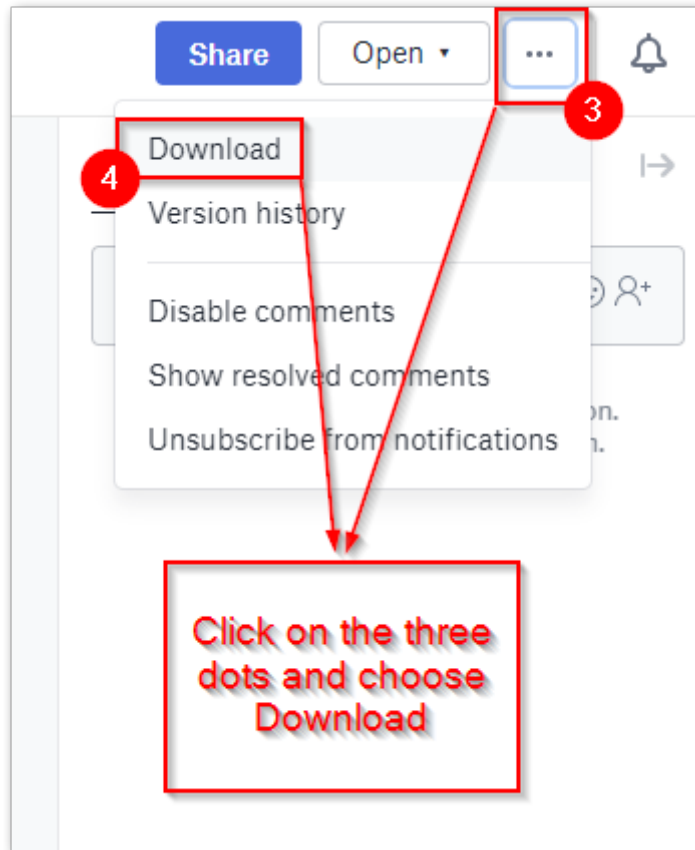 Share Open ...
3
Download
4
Version history
Disable comments
Show resolved comments
on.
Unsubscribe from notifications
Click on the three
dots and choose
Download